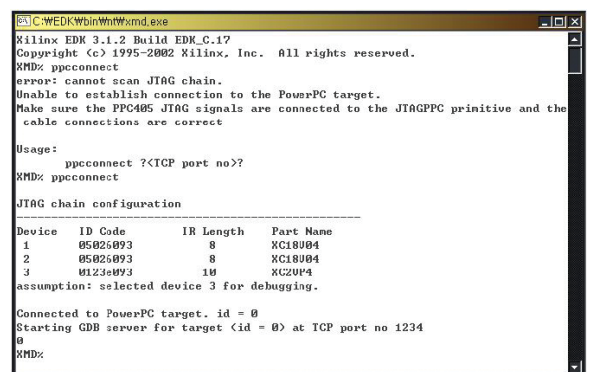 C:₩EDK₩bin₩nt₩xmd.exe
Xilinx EDK 3.1.2 Build EDK_C.17
Copyright (c) 1995-2002 Xilinx, Inc.  All rights reserved.
XMD% ppcconnect
error: cannot scan JTAG chain.
Unable to establish connection to the PowerPC target.
Make sure the PPC405 JTAG signals are connected to the JTAGPPC primitive and the
 cable connections are correct
Usage:
        ppcconnect ?<TCP port no>?
XMD% ppcconnect
JTAG chain configuration
--------------------------------------------------
Device   ID Code        IR Length    Part Name
 1       05026093           8        XC18V04
 2       05026093           8        XC18V04
 3       0123e093          10        XC2VP4
assumption: selected device 3 for debugging.
Connected to PowerPC target. id = 0
Starting GDB server for target (id = 0) at TCP port no 1234
0
XMD%